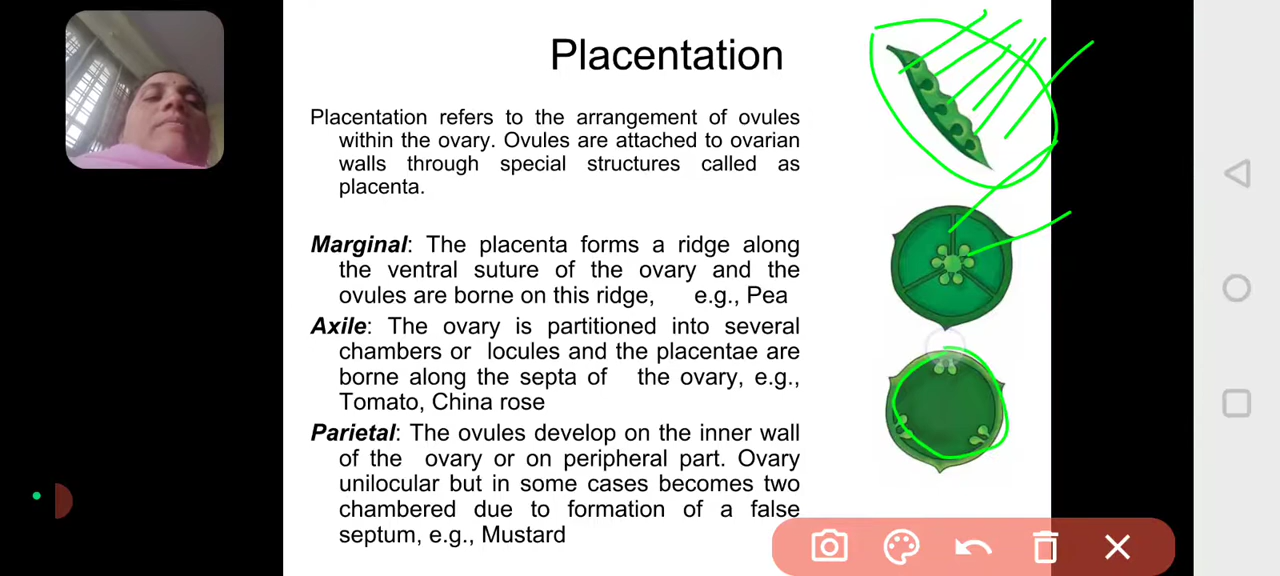 Placentation
Placentation refers to the arrangement of ovules
within the ovary. Ovules are attached to ovarian
walls through special structures called as
placenta.
Marginal: The placenta forms a ridge along
the ventral suture of the ovary and the
ovules are borne on this ridge, e.g., Pea
Axile: The ovary is partitioned into several
chambers or locules and the placentae are
borne along the septa of the ovary, e.g.,
Tomato, China rose
Parietal: The ovules develop on the inner wall
of the ovary or on peripheral part. Ovary
unilocular but in some cases becomes two
chambered due to formation of a false
septum, e.g., Mustard